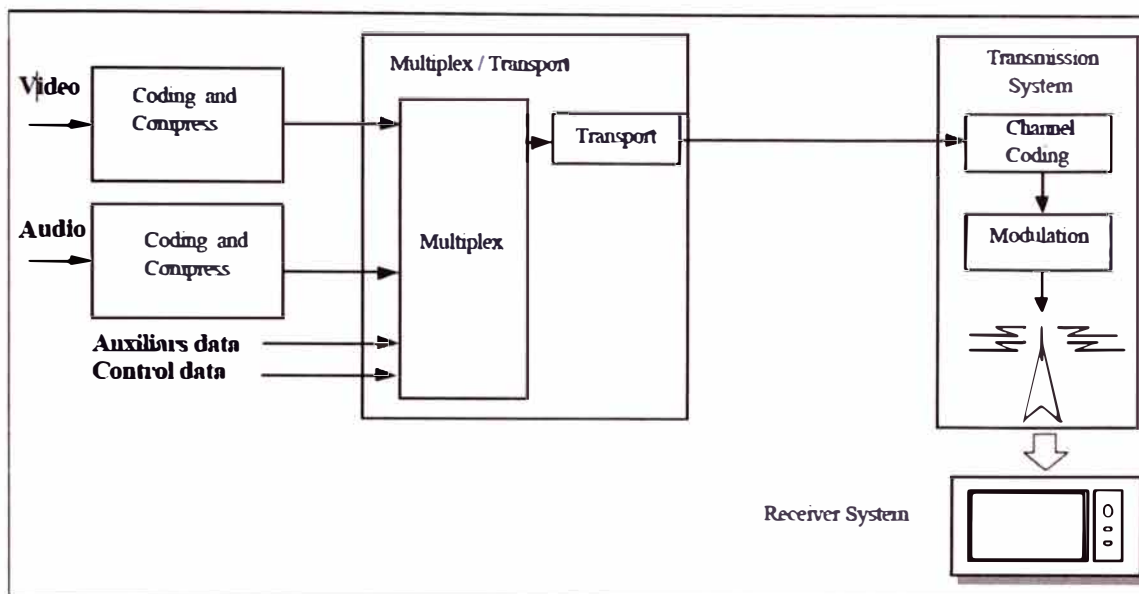 Video
Coding and
Compress
Audio
Coding and
Compress
Auxiliars data
Control data
Multiplex / Transport
Multiplex
Transport
Transmission
System
Channel
Coding
Modulation
Receiver System